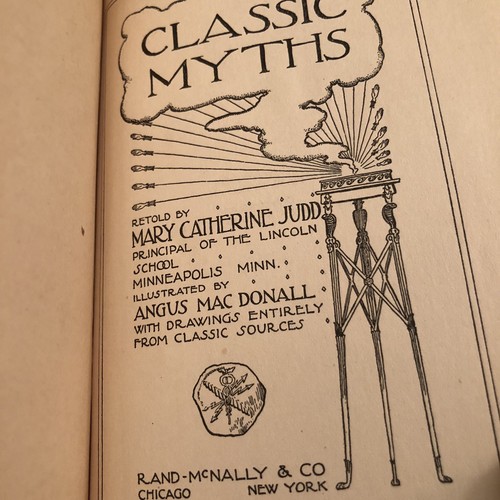 CLASSIC
MYTHS
RETOLD BY
MARY CATHERINE JUDD
PRINCIPAL OF THE LINCOLN
SCHOOL
MINNEAPOLIS MINN.
ILLUSTRATED BY
ANGUS MAC DONALL
WITH DRAWINGS ENTIRELY
FROM CLASSIC SOURCES
RAND-McNALLY & CO
CHICAGO NEW YORK